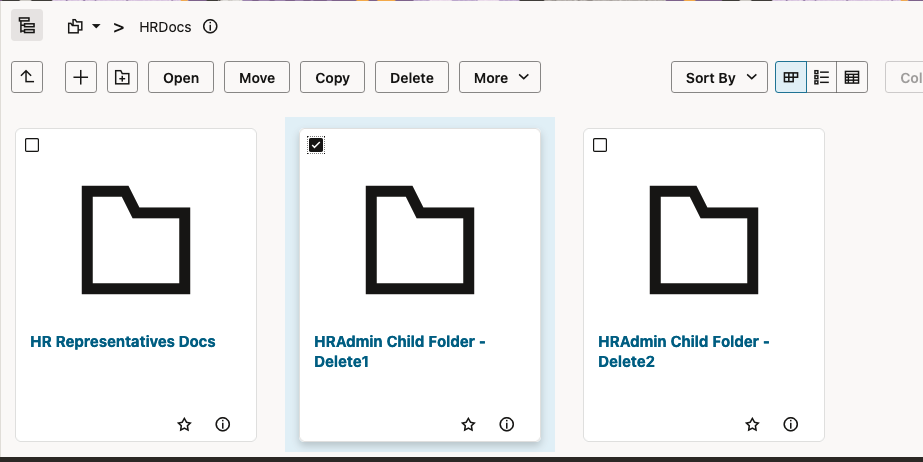 > HRDocs
Open Move Copy Delete More Sort By Col
HR Representatives Docs
HRAdmin Child Folder -
Delete1
HRAdmin Child Folder -
Delete2